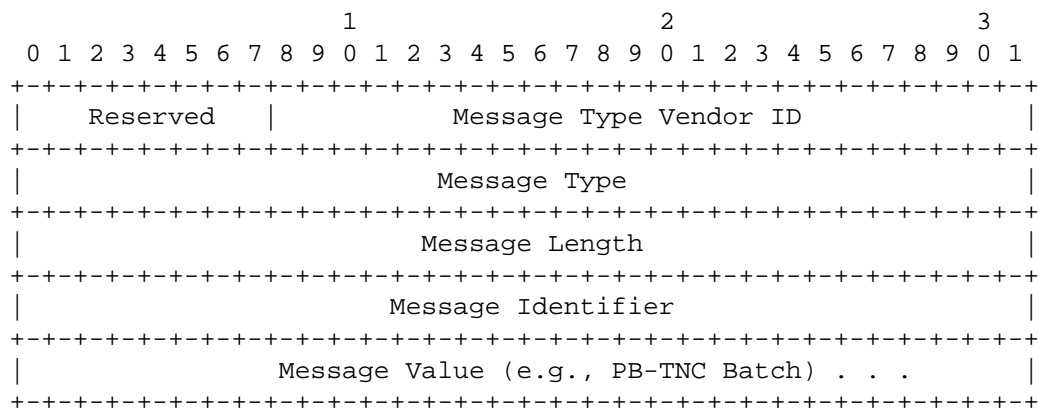 1                   2                   3
 0 1 2 3 4 5 6 7 8 9 0 1 2 3 4 5 6 7 8 9 0 1 2 3 4 5 6 7 8 9 0 1
+-+-+-+-+-+-+-+-+-+-+-+-+-+-+-+-+-+-+-+-+-+-+-+-+-+-+-+-+-+-+-+-+
|    Reserved   |           Message Type Vendor ID              |
+-+-+-+-+-+-+-+-+-+-+-+-+-+-+-+-+-+-+-+-+-+-+-+-+-+-+-+-+-+-+-+-+
|                          Message Type                         |
+-+-+-+-+-+-+-+-+-+-+-+-+-+-+-+-+-+-+-+-+-+-+-+-+-+-+-+-+-+-+-+-+
|                         Message Length                        |
+-+-+-+-+-+-+-+-+-+-+-+-+-+-+-+-+-+-+-+-+-+-+-+-+-+-+-+-+-+-+-+-+
|                       Message Identifier                      |
+-+-+-+-+-+-+-+-+-+-+-+-+-+-+-+-+-+-+-+-+-+-+-+-+-+-+-+-+-+-+-+-+
|                Message Value (e.g., PB-TNC Batch) . . .       |
+-+-+-+-+-+-+-+-+-+-+-+-+-+-+-+-+-+-+-+-+-+-+-+-+-+-+-+-+-+-+-+-+